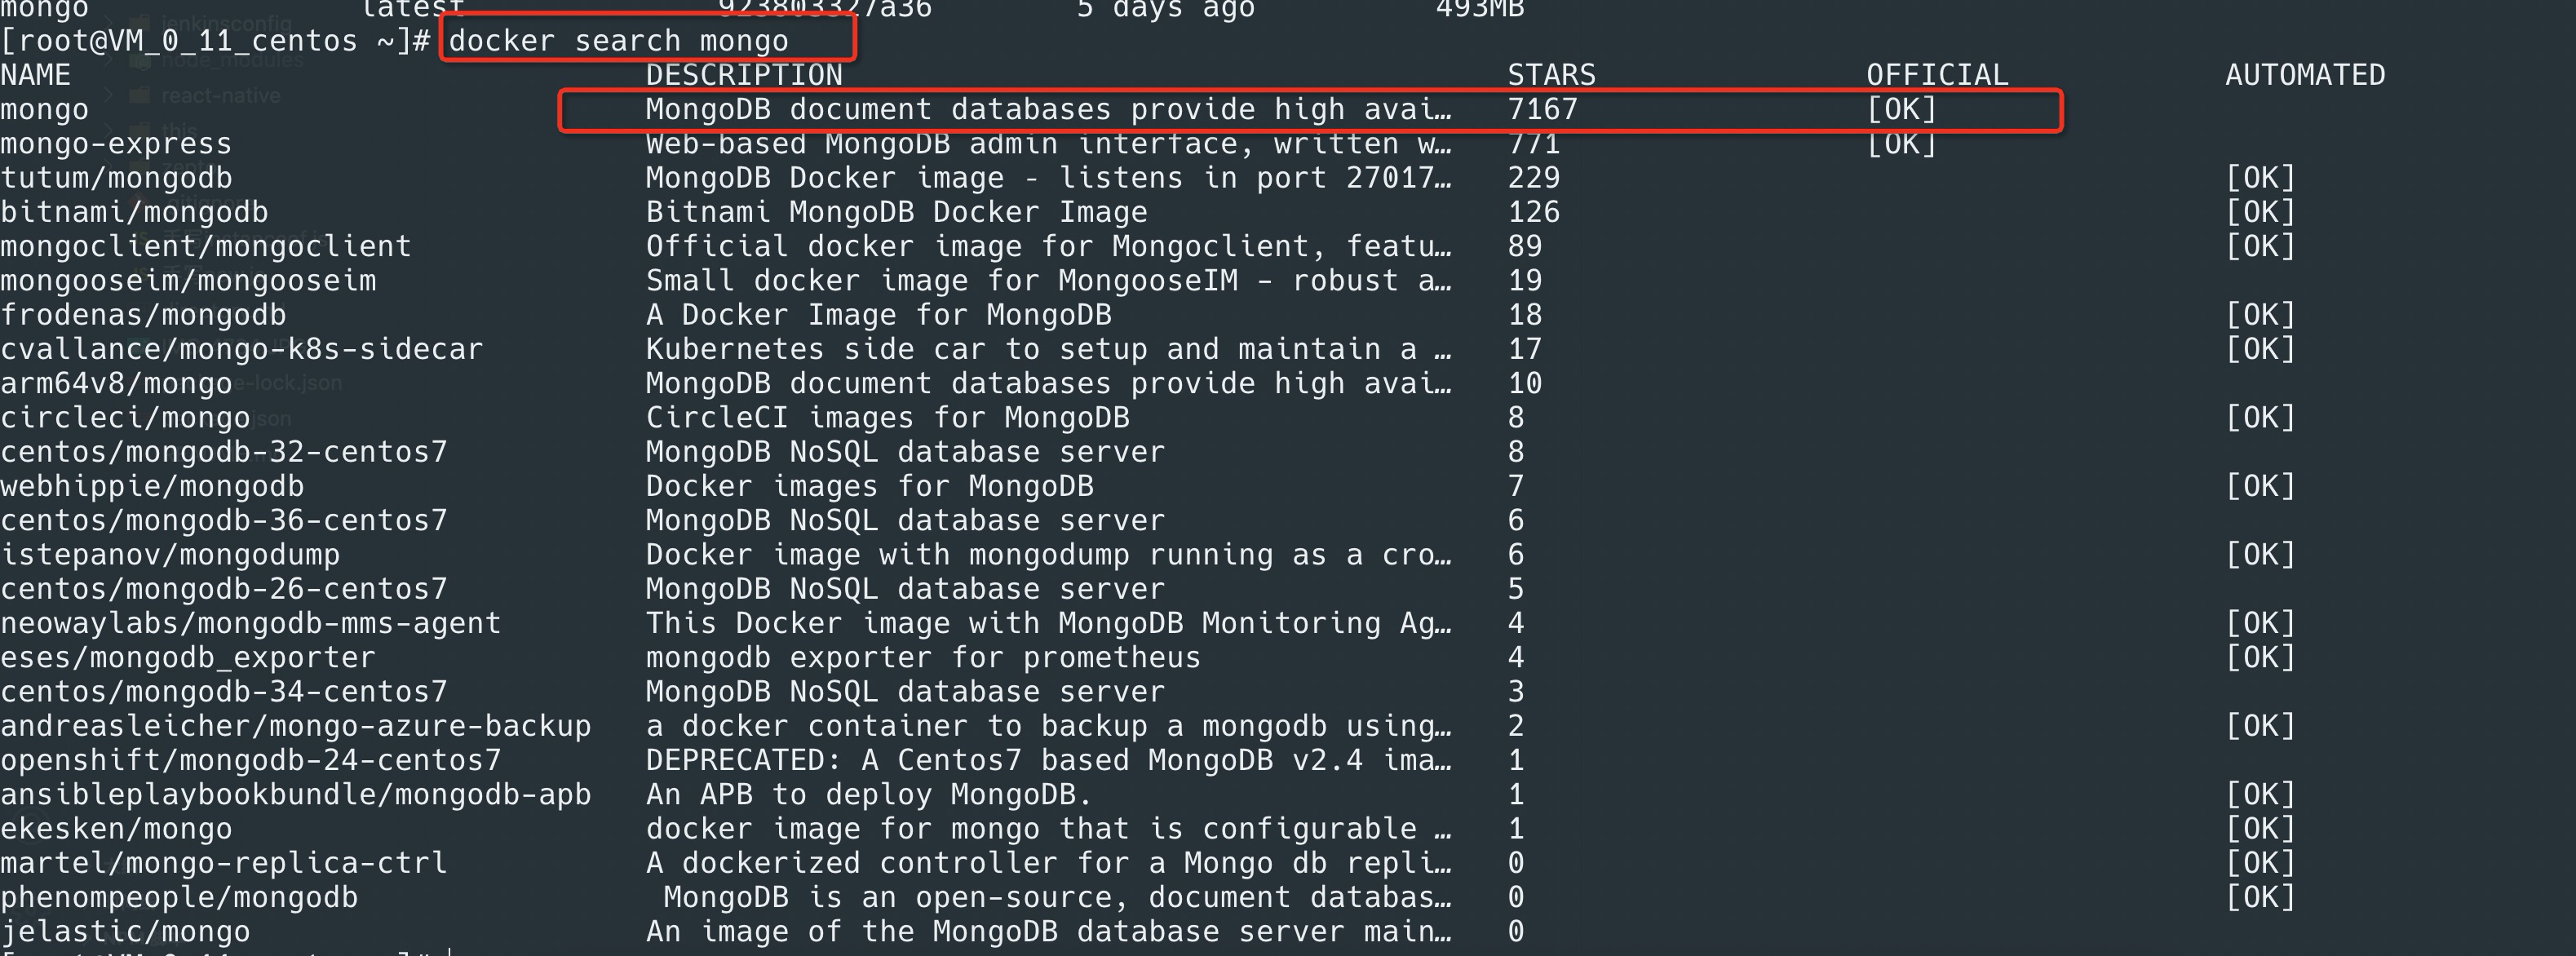 mongo latest 923803327a36 5 days ago 493MB
[root@VM_0_11_centos ~]# docker search mongo
NAME DESCRIPTION STARS OFFICIAL AUTOMATED
mongo MongoDB document databases provide high avai… 7167 [OK]
mongo-express Web-based MongoDB admin interface, written w… 771 [OK]
tutum/mongodb MongoDB Docker image - listens in port 27017… 229 [OK]
bitnami/mongodb Bitnami MongoDB Docker Image 126 [OK]
mongoclient/mongoclient Official docker image for Mongoclient, featu… 89 [OK]
mongooseim/mongooseim Small docker image for MongooseIM - robust a… 19
frodenas/mongodb A Docker Image for MongoDB 18 [OK]
cvallance/mongo-k8s-sidecar Kubernetes side car to setup and maintain a … 17 [OK]
arm64v8/mongo MongoDB document databases provide high avai… 10
circleci/mongo CircleCI images for MongoDB 8 [OK]
centos/mongodb-32-centos7 MongoDB NoSQL database server 8
webhippie/mongodb Docker images for MongoDB 7 [OK]
centos/mongodb-36-centos7 MongoDB NoSQL database server 6
istepanov/mongodump Docker image with mongodump running as a cro… 6 [OK]
centos/mongodb-26-centos7 MongoDB NoSQL database server 5
neowaylabs/mongodb-mms-agent This Docker image with MongoDB Monitoring Ag… 4 [OK]
eses/mongodb_exporter mongodb exporter for prometheus 4 [OK]
centos/mongodb-34-centos7 MongoDB NoSQL database server 3
andreasleicher/mongo-azure-backup a docker container to backup a mongodb using… 2 [OK]
openshift/mongodb-24-centos7 DEPRECATED: A Centos7 based MongoDB v2.4 ima… 1
ansibleplaybookbundle/mongodb-apb An APB to deploy MongoDB. 1 [OK]
ekesken/mongo docker image for mongo that is configurable … 1 [OK]
martel/mongo-replica-ctrl A dockerized controller for a Mongo db repli… 0 [OK]
phenompeople/mongodb MongoDB is an open-source, document databas… 0 [OK]
jelastic/mongo An image of the MongoDB database server main… 0